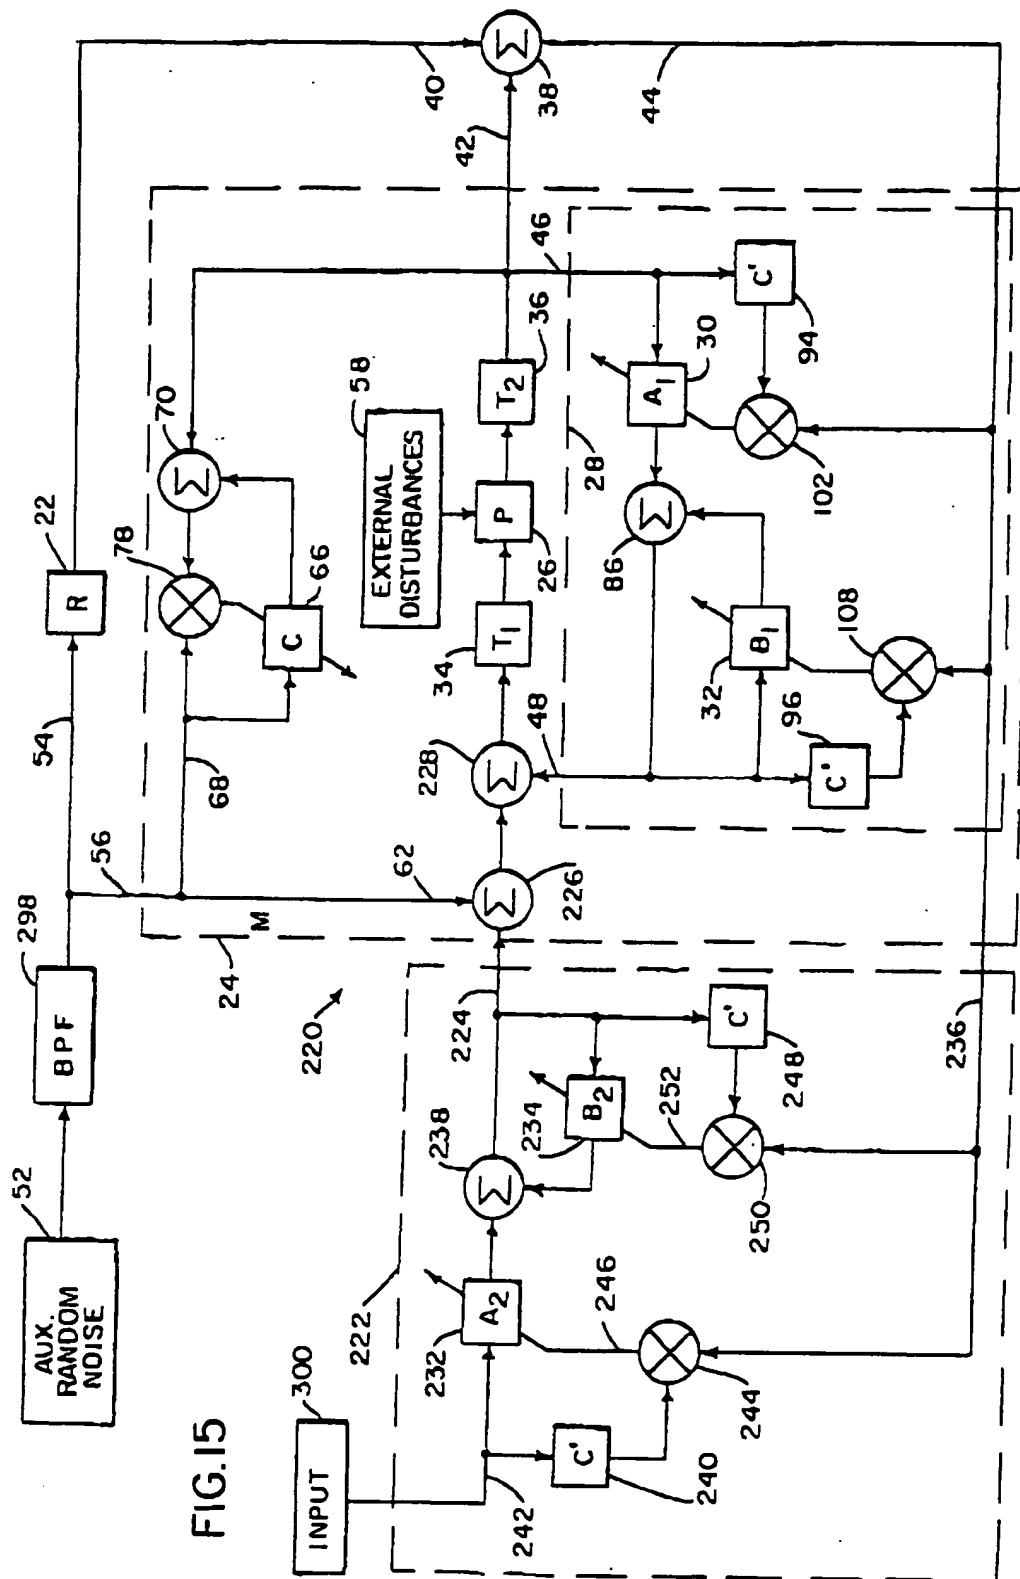 FIG.15
AUX.
RANDOM
NOISE
52
BPF
298
54
R
22
40
Σ
38
42
44
56
68
24
M
78
70
Σ
C
66
62
EXTERNAL
DISTURBANCES
58
INPUT
300
242
222
A2
232
Σ
238
224
220
Σ
226
Σ
228
48
T1
34
P
26
T2
36
46
28
A1
30
C'
94
102
Σ
86
B1
32
C'
96
108
B2
234
252
C'
248
250
246
244
C'
240
236